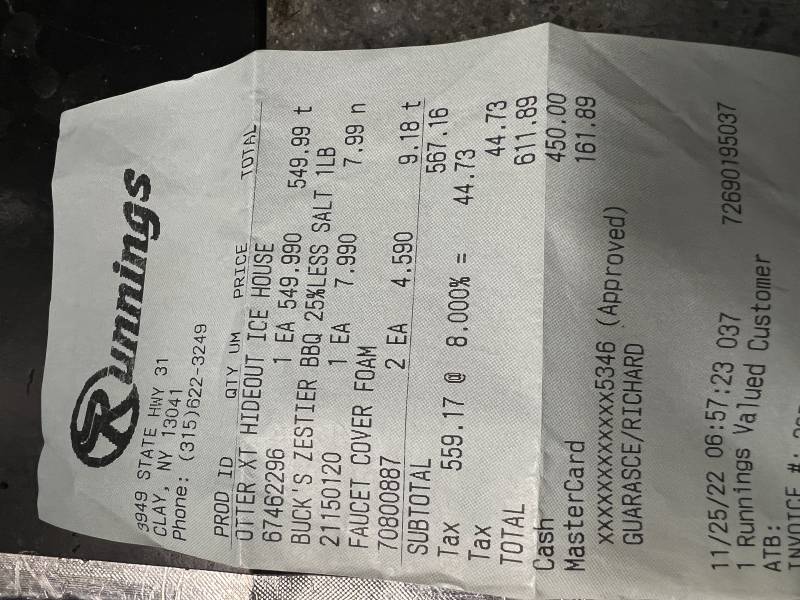 Runnings
3949 STATE HWY 31
CLAY, NY 13041
Phone: (315)622-3249
PROD ID QTY UM PRICE TOTAL
OTTER XT HIDEOUT ICE HOUSE
67462296 1 EA 549.990 549.99 t
BUCK'S ZESTIER BBQ 25%LESS SALT 1LB
21150120 1 EA 7.990 7.99 n
FAUCET COVER FOAM
70800887 2 EA 4.590 9.18 t
SUBTOTAL 567.16
Tax 559.17 @ 8.000% = 44.73
Tax 44.73
TOTAL 611.89
Cash 450.00
MasterCard 161.89
XXXXXXXXXXXX5346 (Approved)
GUARASCE/RICHARD
11/25/22 06:57:23 037 72690195037
1 Runnings Valued Customer
ATB:
INVOICE #: